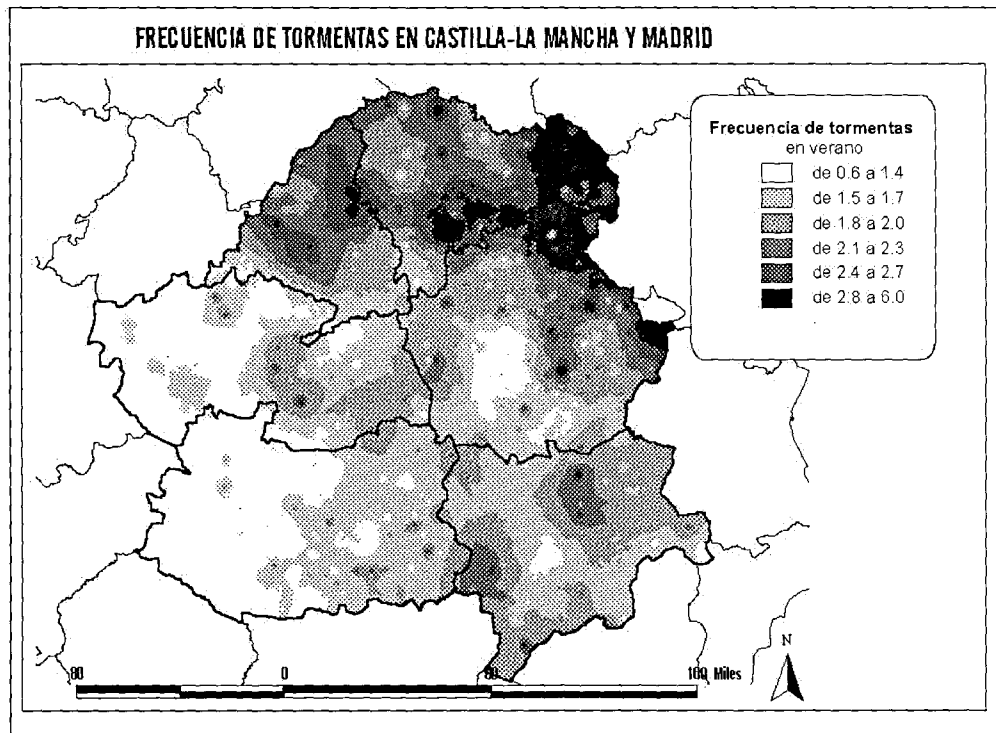 FRECUENCIA DE TORMENTAS EN CASTILLA-LA MANCHA Y MADRID
Frecuencia de tormentas
en verano
de 0.6 a 1.4
de 1.5 a 1.7
de 1.8 a 2.0
de 2.1 a 2.3
de 2.4 a 2.7
de 2.8 a 6.0
N
80 0 80 160 Miles